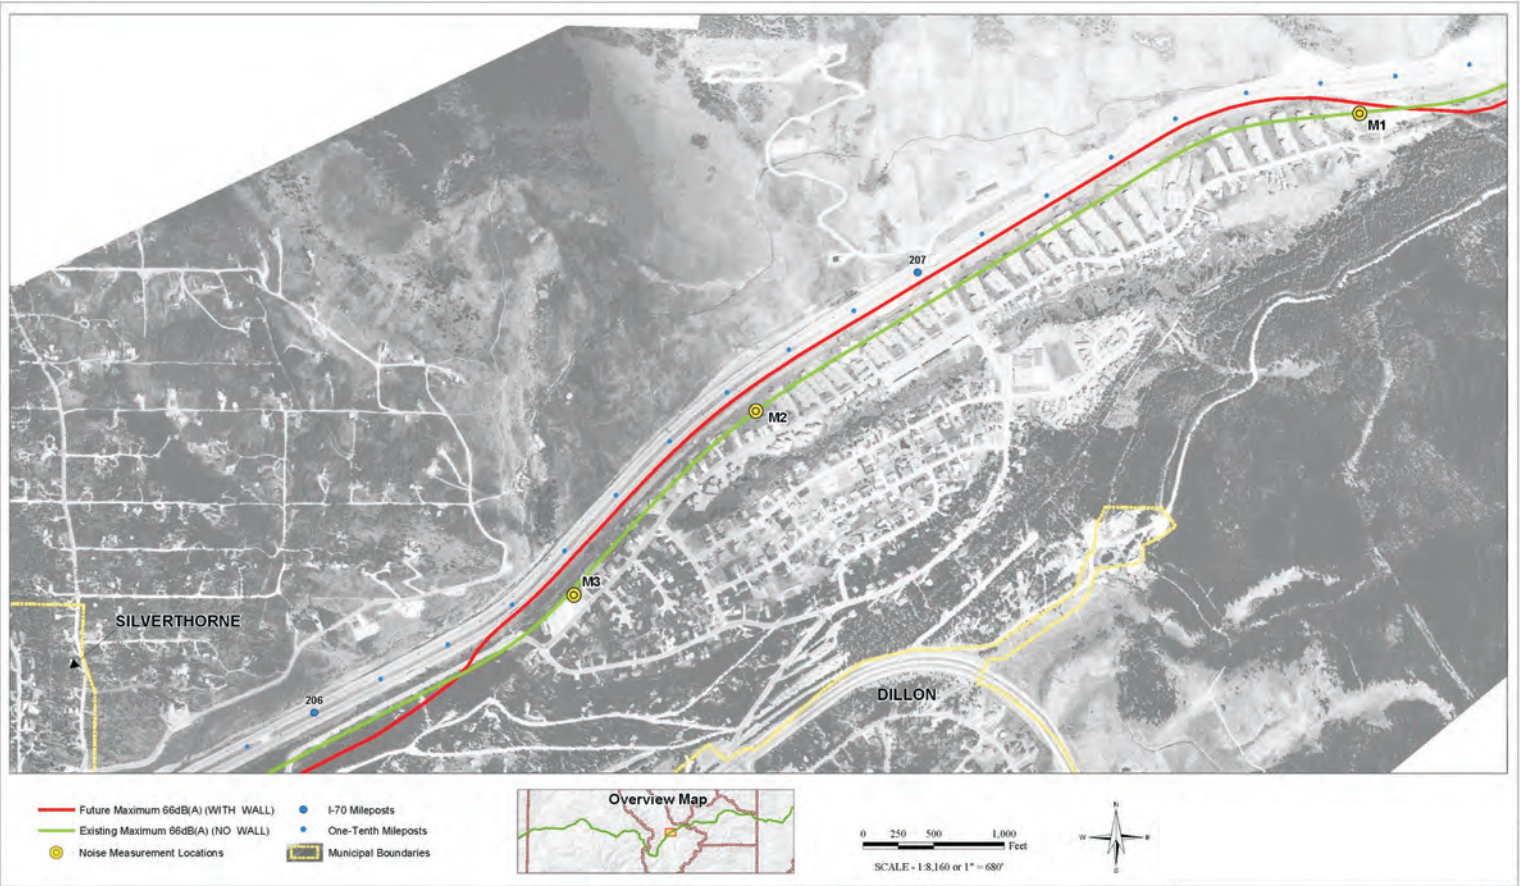 M1
207
M2
M3
SILVERTHORNE
206
DILLON
Future Maximum 66dB(A) (WITH WALL)
Existing Maximum 66dB(A) (NO WALL)
Noise Measurement Locations
I-70 Mileposts
One-Tenth Mileposts
Municipal Boundaries
Overview Map
0 250 500 1,000
Feet
SCALE - 1:8,160 or 1" = 680'
N
W E
S